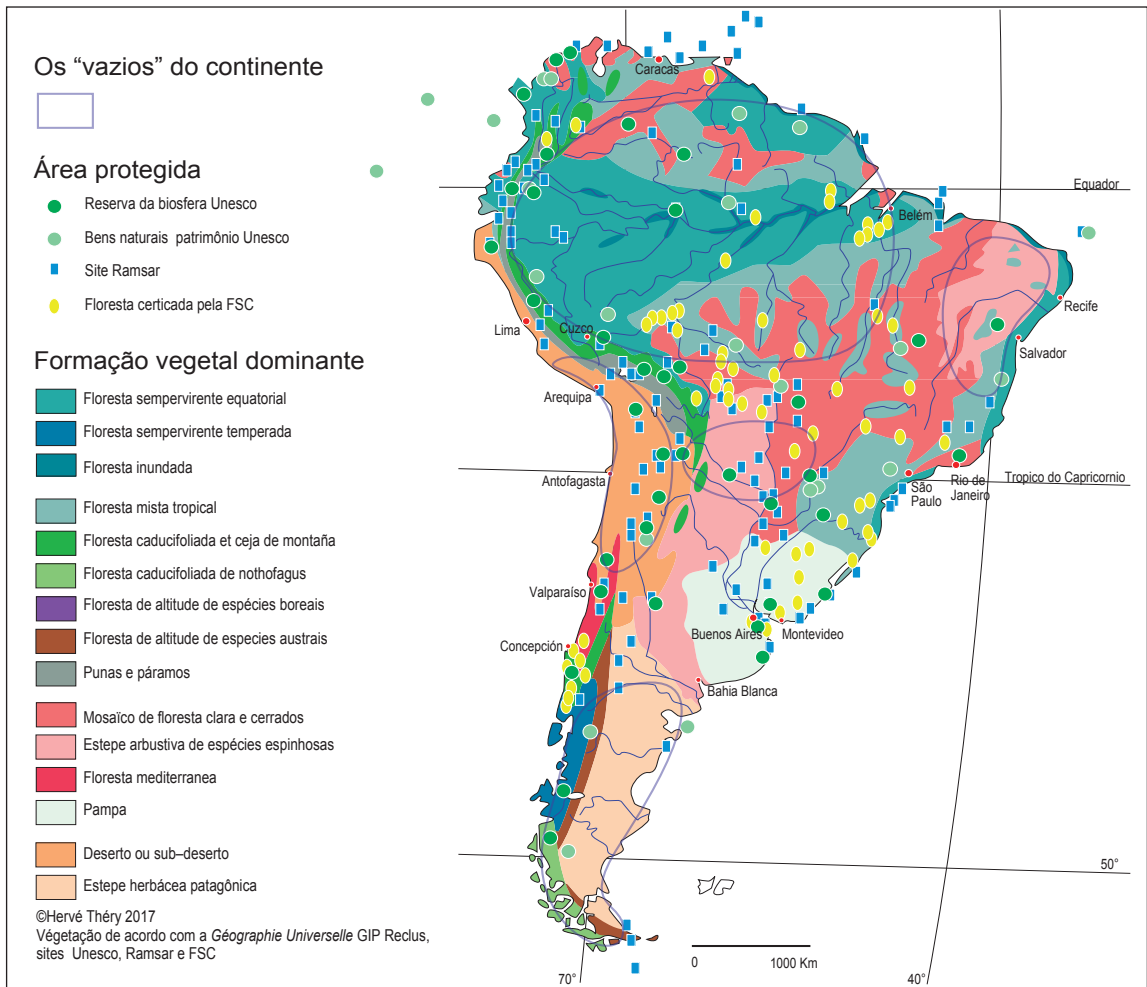 Os “vazios” do continente
Área protegida
Reserva da biosfera Unesco
Bens naturais patrimônio Unesco
Site Ramsar
Floresta certicada pela FSC
Formação vegetal dominante
Floresta sempervirente equatorial
Floresta sempervirente temperada
Floresta inundada
Floresta mista tropical
Floresta caducifoliada et ceja de montaña
Floresta caducifoliada de nothofagus
Floresta de altitude de espécies boreais
Floresta de altitude de especies austrais
Punas e páramos
Mosaïco de floresta clara e cerrados
Estepe arbustiva de espécies espinhosas
Floresta mediterranea
Pampa
Deserto ou sub–deserto
Estepe herbácea patagônica
©Hervé Théry 2017
Végetação de acordo com a Géographie Universelle GIP Reclus,
sites Unesco, Ramsar e FSC
Caracas
Equador
Belém
Recife
Lima
Cuzco
Salvador
Arequipa
Antofagasta
Tropico do Capricornio
São
Paulo
Rio de
Janeiro
Valparaíso
Buenos Aires
Montevideo
Concepción
Bahia Blanca
50°
0
1000 Km
70°
40°